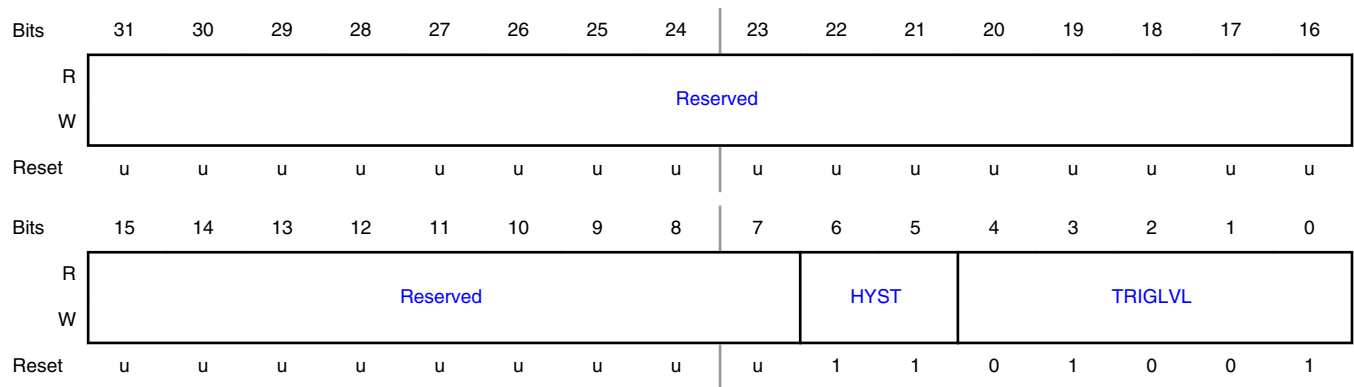 Bits 31 30 29 28 27 26 25 24 23 22 21 20 19 18 17 16
R
Reserved
W
Reset u u u u u u u u u u u u u u u u
Bits 15 14 13 12 11 10 9 8 7 6 5 4 3 2 1 0
R
Reserved HYST TRIGLVL
W
Reset u u u u u u u u u 1 1 0 1 0 0 1